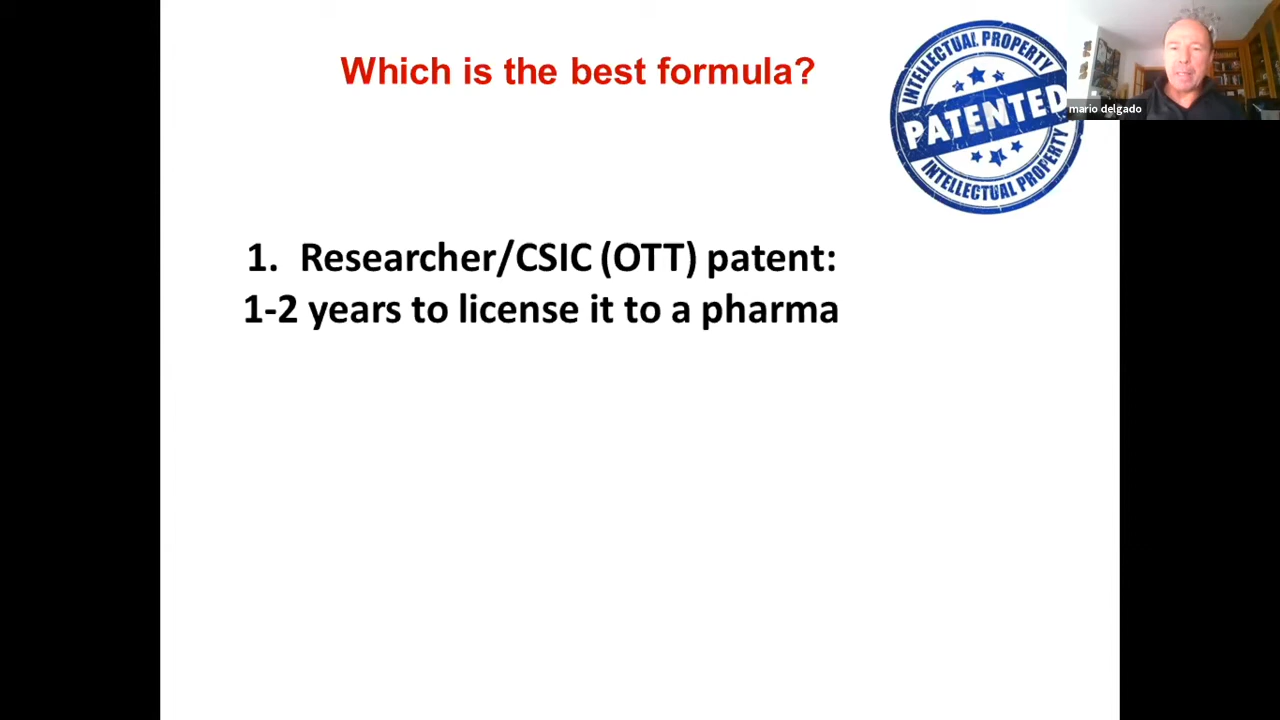 Which is the best formula?
INTELLECTUAL PROPERTY
PATENTED
INTELLECTUAL PROPERTY
mario delgado
1. Researcher/CSIC (OTT) patent:
1-2 years to license it to a pharma